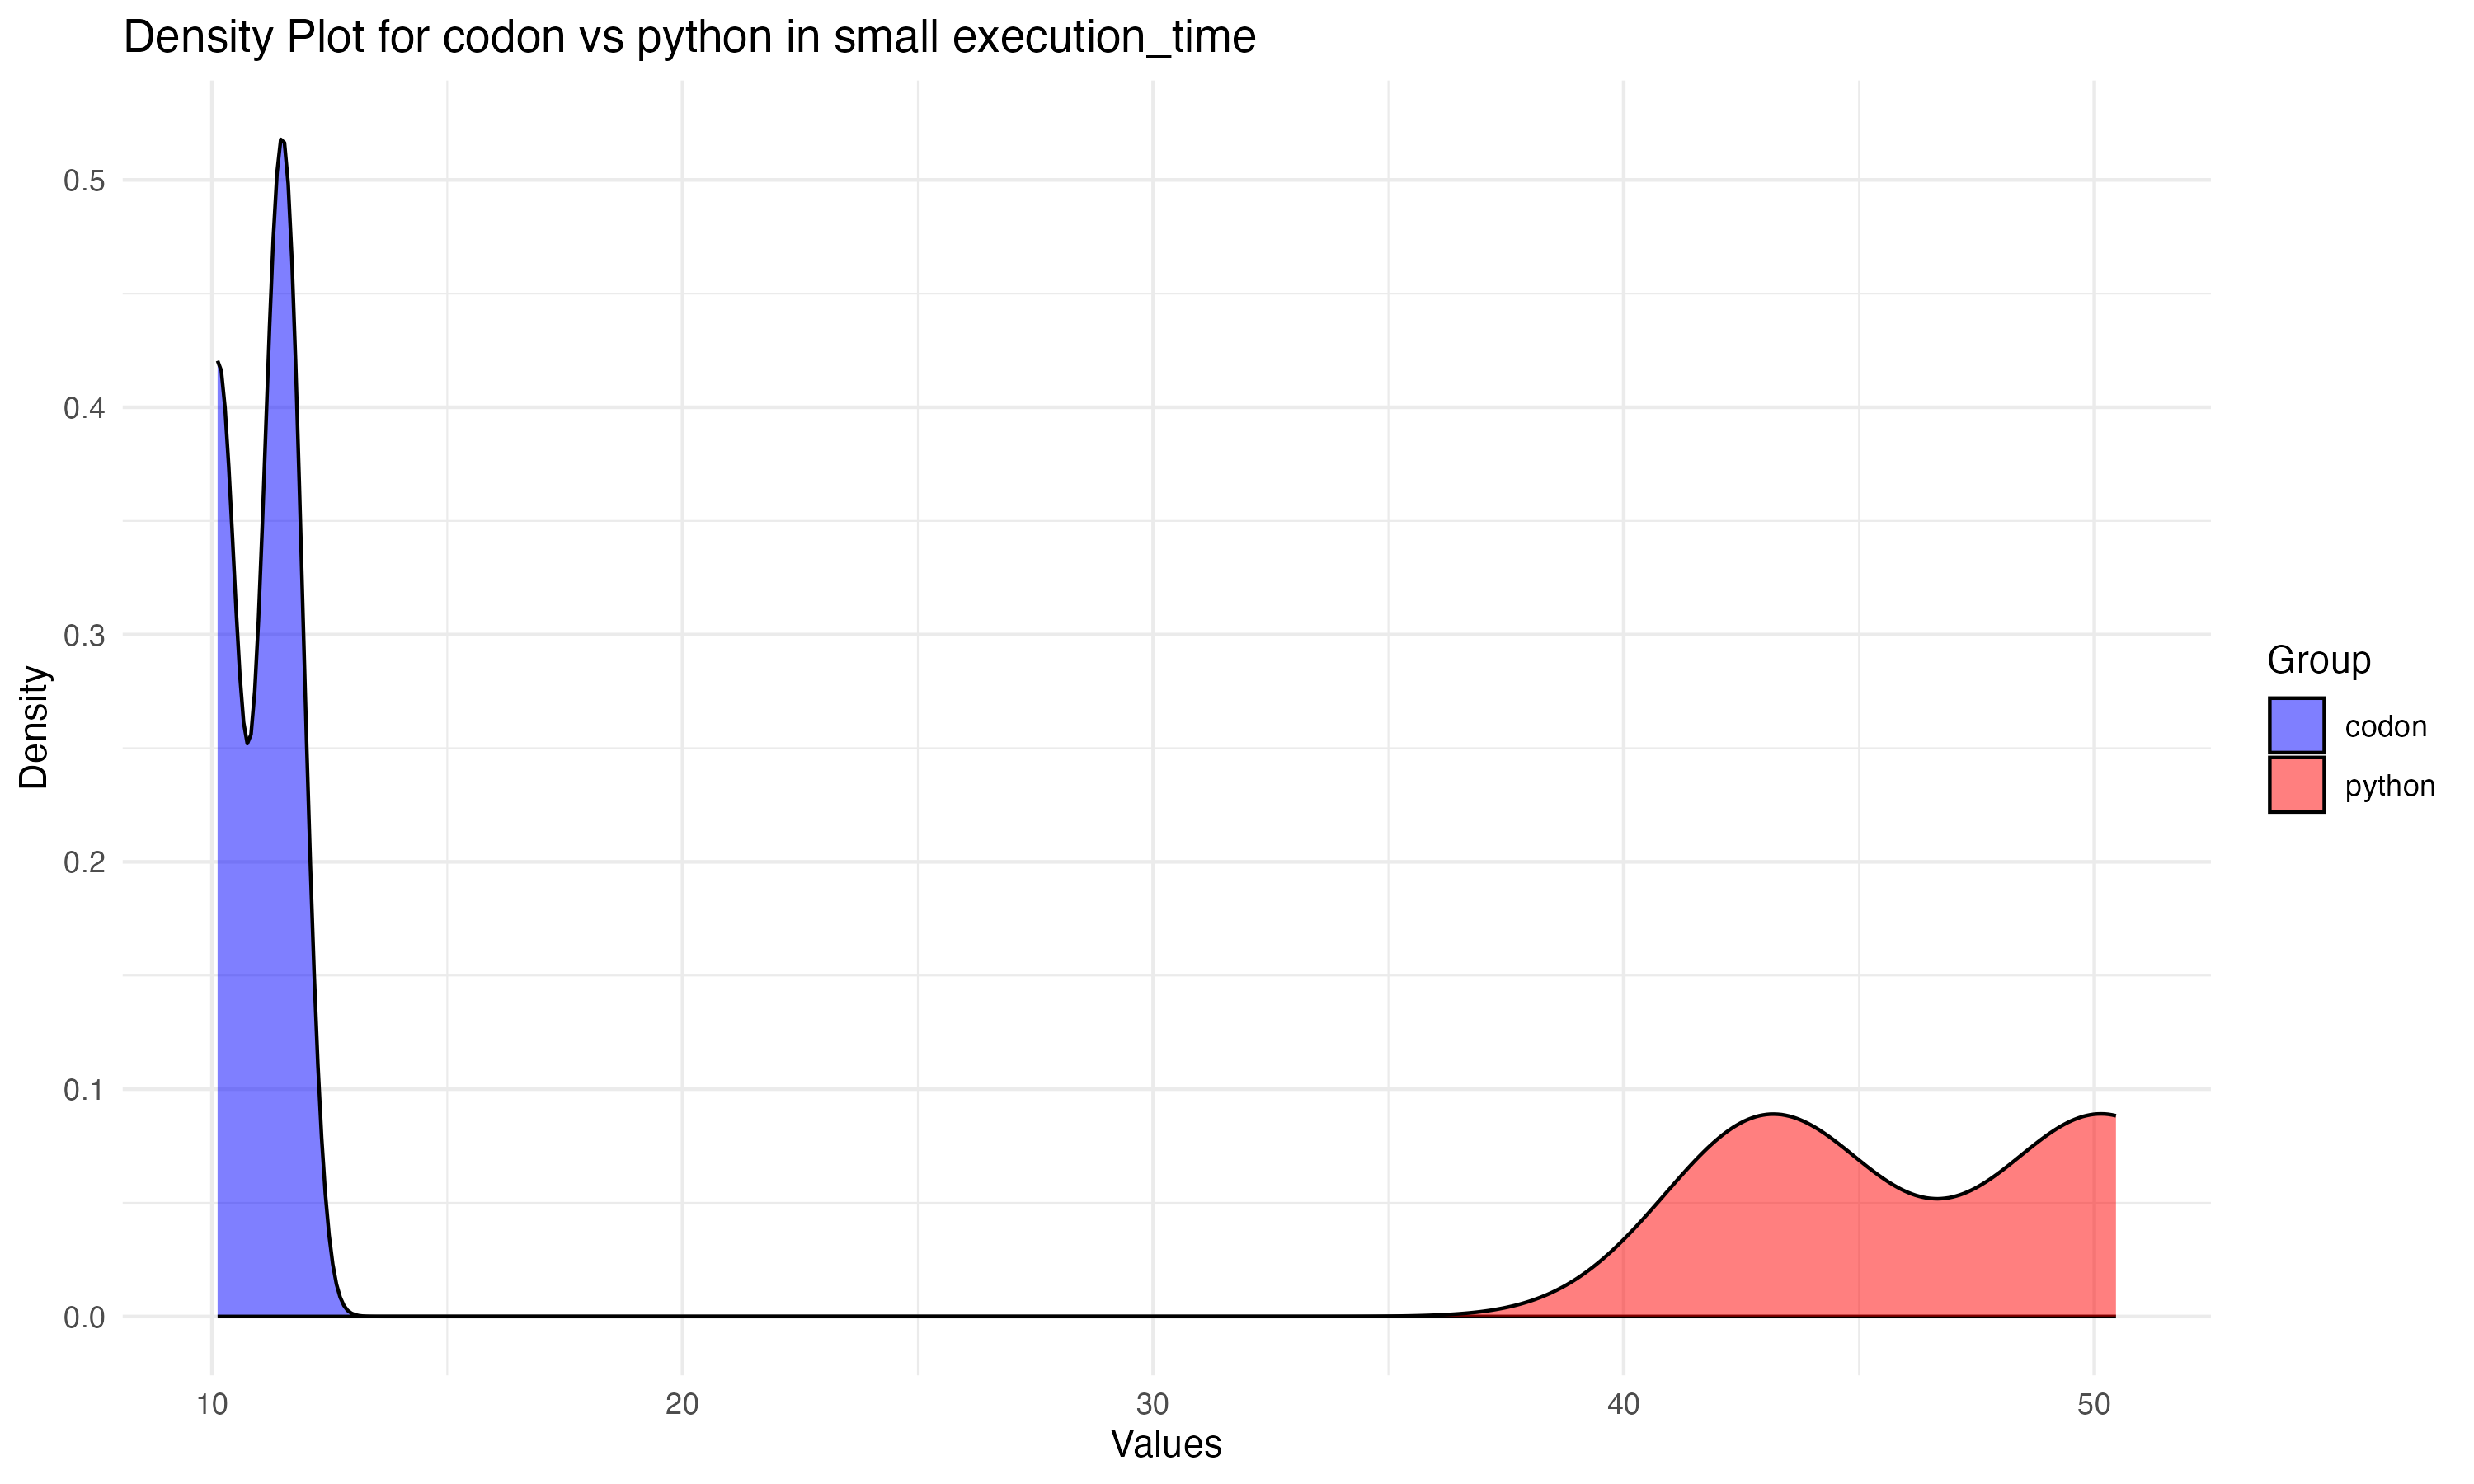 Density Plot for codon vs python in small execution_time
0.5
0.4
0.3
0.2
0.1
0.0
Density
10 20 30 40 50
Values
Group
codon
python